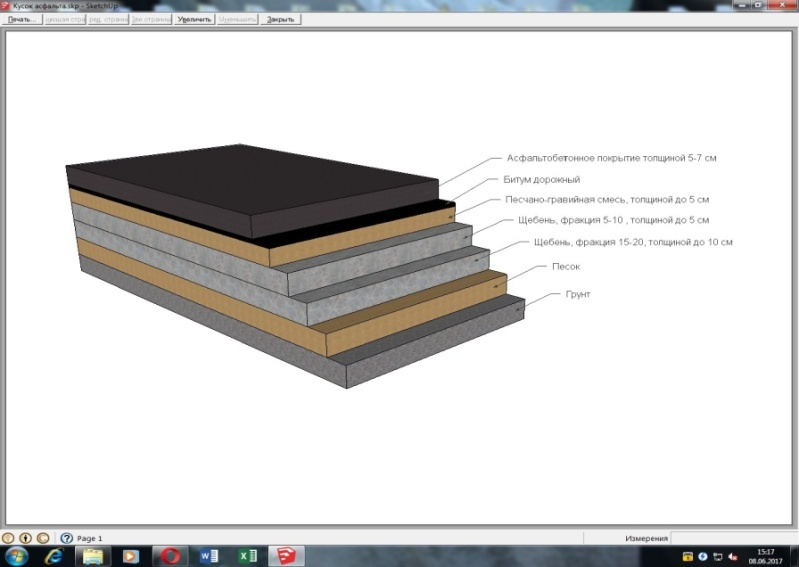 Кусок асфальта.skp - SketchUp
Печать... Увеличить Уменьшить Закрыть
Асфальтобетонное покрытие толщиной 5-7 см
Битум дорожный
Песчано-гравийная смесь, толщиной до 5 см
Щебень, фракция 5-10 , толщиной до 5 см
Щебень, фракция 15-20, толщиной до 10 см
Песок
Грунт
Page 1
Измерения
15:17
08.06.2017